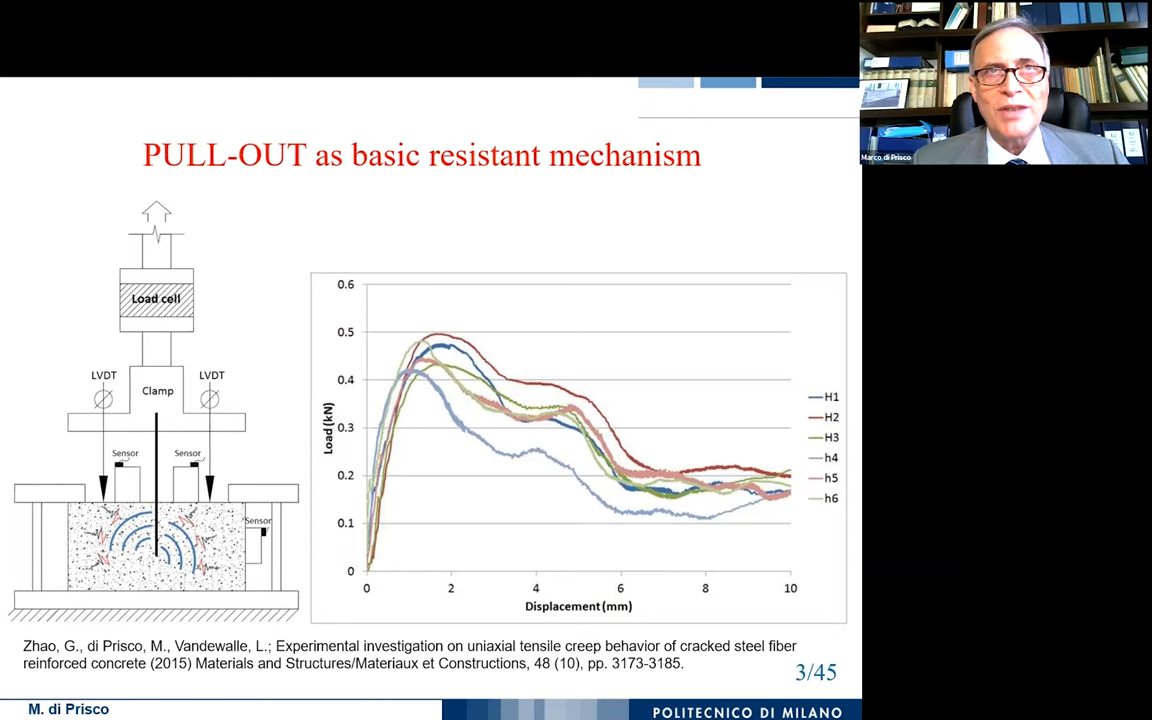 Marco di Prisco
PULL-OUT as basic resistant mechanism
Load cell
LVDT
LVDT
Clamp
Sensor
Sensor
Sensor
0.6
0.5
0.4
0.3
0.2
0.1
0
Load (kN)
0 2 4 6 8 10
Displacement (mm)
H1
H2
H3
h4
h5
h6
Zhao, G., di Prisco, M., Vandewalle, L.; Experimental investigation on uniaxial tensile creep behavior of cracked steel fiber
reinforced concrete (2015) Materials and Structures/Materiaux et Constructions, 48 (10), pp. 3173-3185.
3/45
M. di Prisco
POLITECNICO DI MILANO